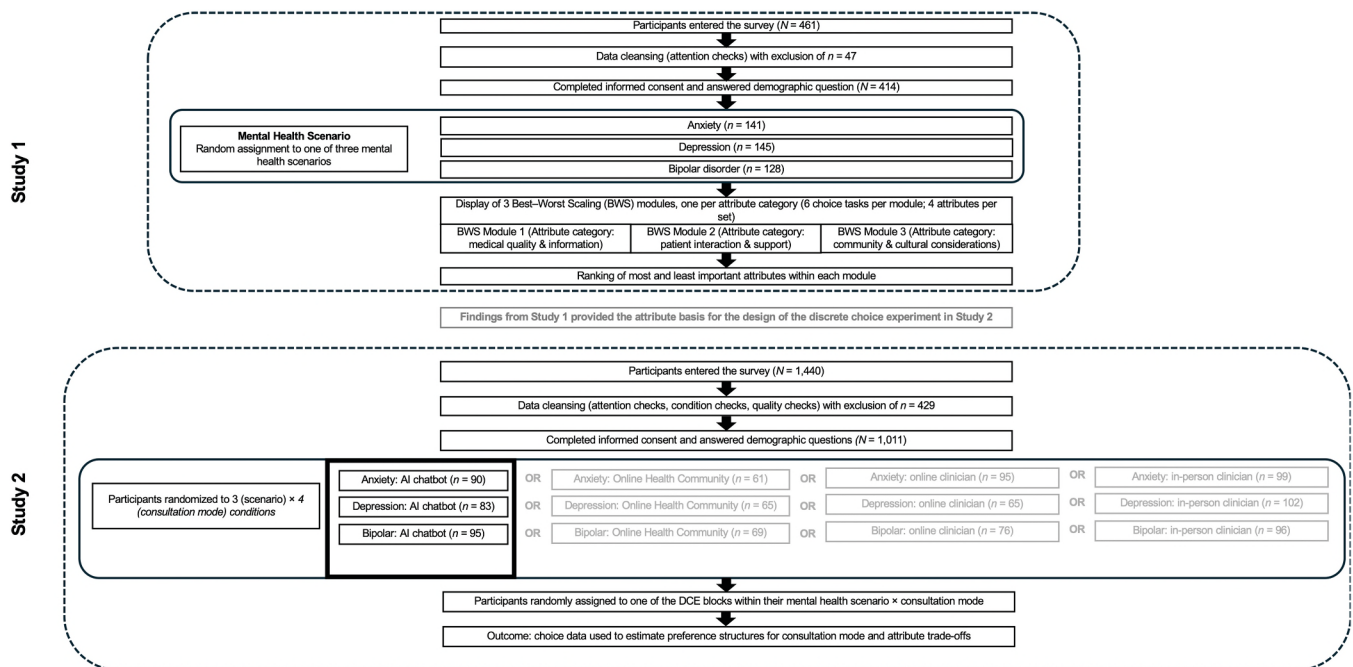 Study 1
Participants entered the survey (N = 461)
Data cleansing (attention checks) with exclusion of n = 47
Completed informed consent and answered demographic question (N = 414)
Mental Health Scenario
Random assignment to one of three mental
health scenarios
Anxiety (n = 141)
Depression (n = 145)
Bipolar disorder (n = 128)
Display of 3 Best–Worst Scaling (BWS) modules, one per attribute category (6 choice tasks per module; 4 attributes per
set)
BWS Module 1 (Attribute category:
medical quality & information)
BWS Module 2 (Attribute category:
patient interaction & support)
BWS Module 3 (Attribute category:
community & cultural considerations)
Ranking of most and least important attributes within each module
Findings from Study 1 provided the attribute basis for the design of the discrete choice experiment in Study 2
Study 2
Participants entered the survey (N = 1,440)
Data cleansing (attention checks, condition checks, quality checks) with exclusion of n = 429
Completed informed consent and answered demographic questions (N = 1,011)
Participants randomized to 3 (scenario) × 4
(consultation mode) conditions
Anxiety: AI chatbot (n = 90)
OR
Anxiety: Online Health Community (n = 61)
OR
Anxiety: online clinician (n = 95)
OR
Anxiety: in-person clinician (n = 99)
Depression: AI chatbot (n = 83)
OR
Depression: Online Health Community (n = 65)
OR
Depression: online clinician (n = 65)
OR
Depression: in-person clinician (n = 102)
Bipolar: AI chatbot (n = 95)
OR
Bipolar: Online Health Community (n = 69)
OR
Bipolar: online clinician (n = 76)
OR
Bipolar: in-person clinician (n = 96)
Participants randomly assigned to one of the DCE blocks within their mental health scenario × consultation mode
Outcome: choice data used to estimate preference structures for consultation mode and attribute trade-offs